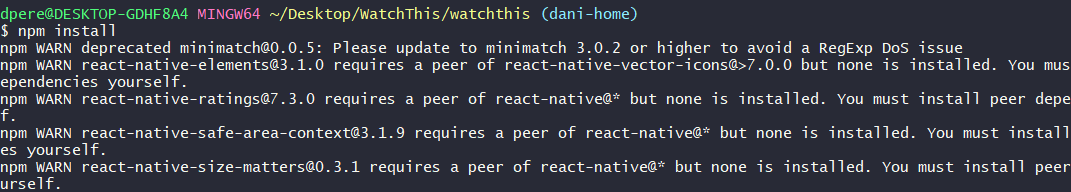 dpere@DESKTOP-GDHF8A4 MINGW64 ~/Desktop/WatchThis/watchthis (dani-home)
$ npm install
npm WARN deprecated minimatch@0.0.5: Please update to minimatch 3.0.2 or higher to avoid a RegExp DoS issue
npm WARN react-native-elements@3.1.0 requires a peer of react-native-vector-icons@>7.0.0 but none is installed. You mus
ependencies yourself.
npm WARN react-native-ratings@7.3.0 requires a peer of react-native@* but none is installed. You must install peer depe
f.
npm WARN react-native-safe-area-context@3.1.9 requires a peer of react-native@* but none is installed. You must install
es yourself.
npm WARN react-native-size-matters@0.3.1 requires a peer of react-native@* but none is installed. You must install peer
urself.